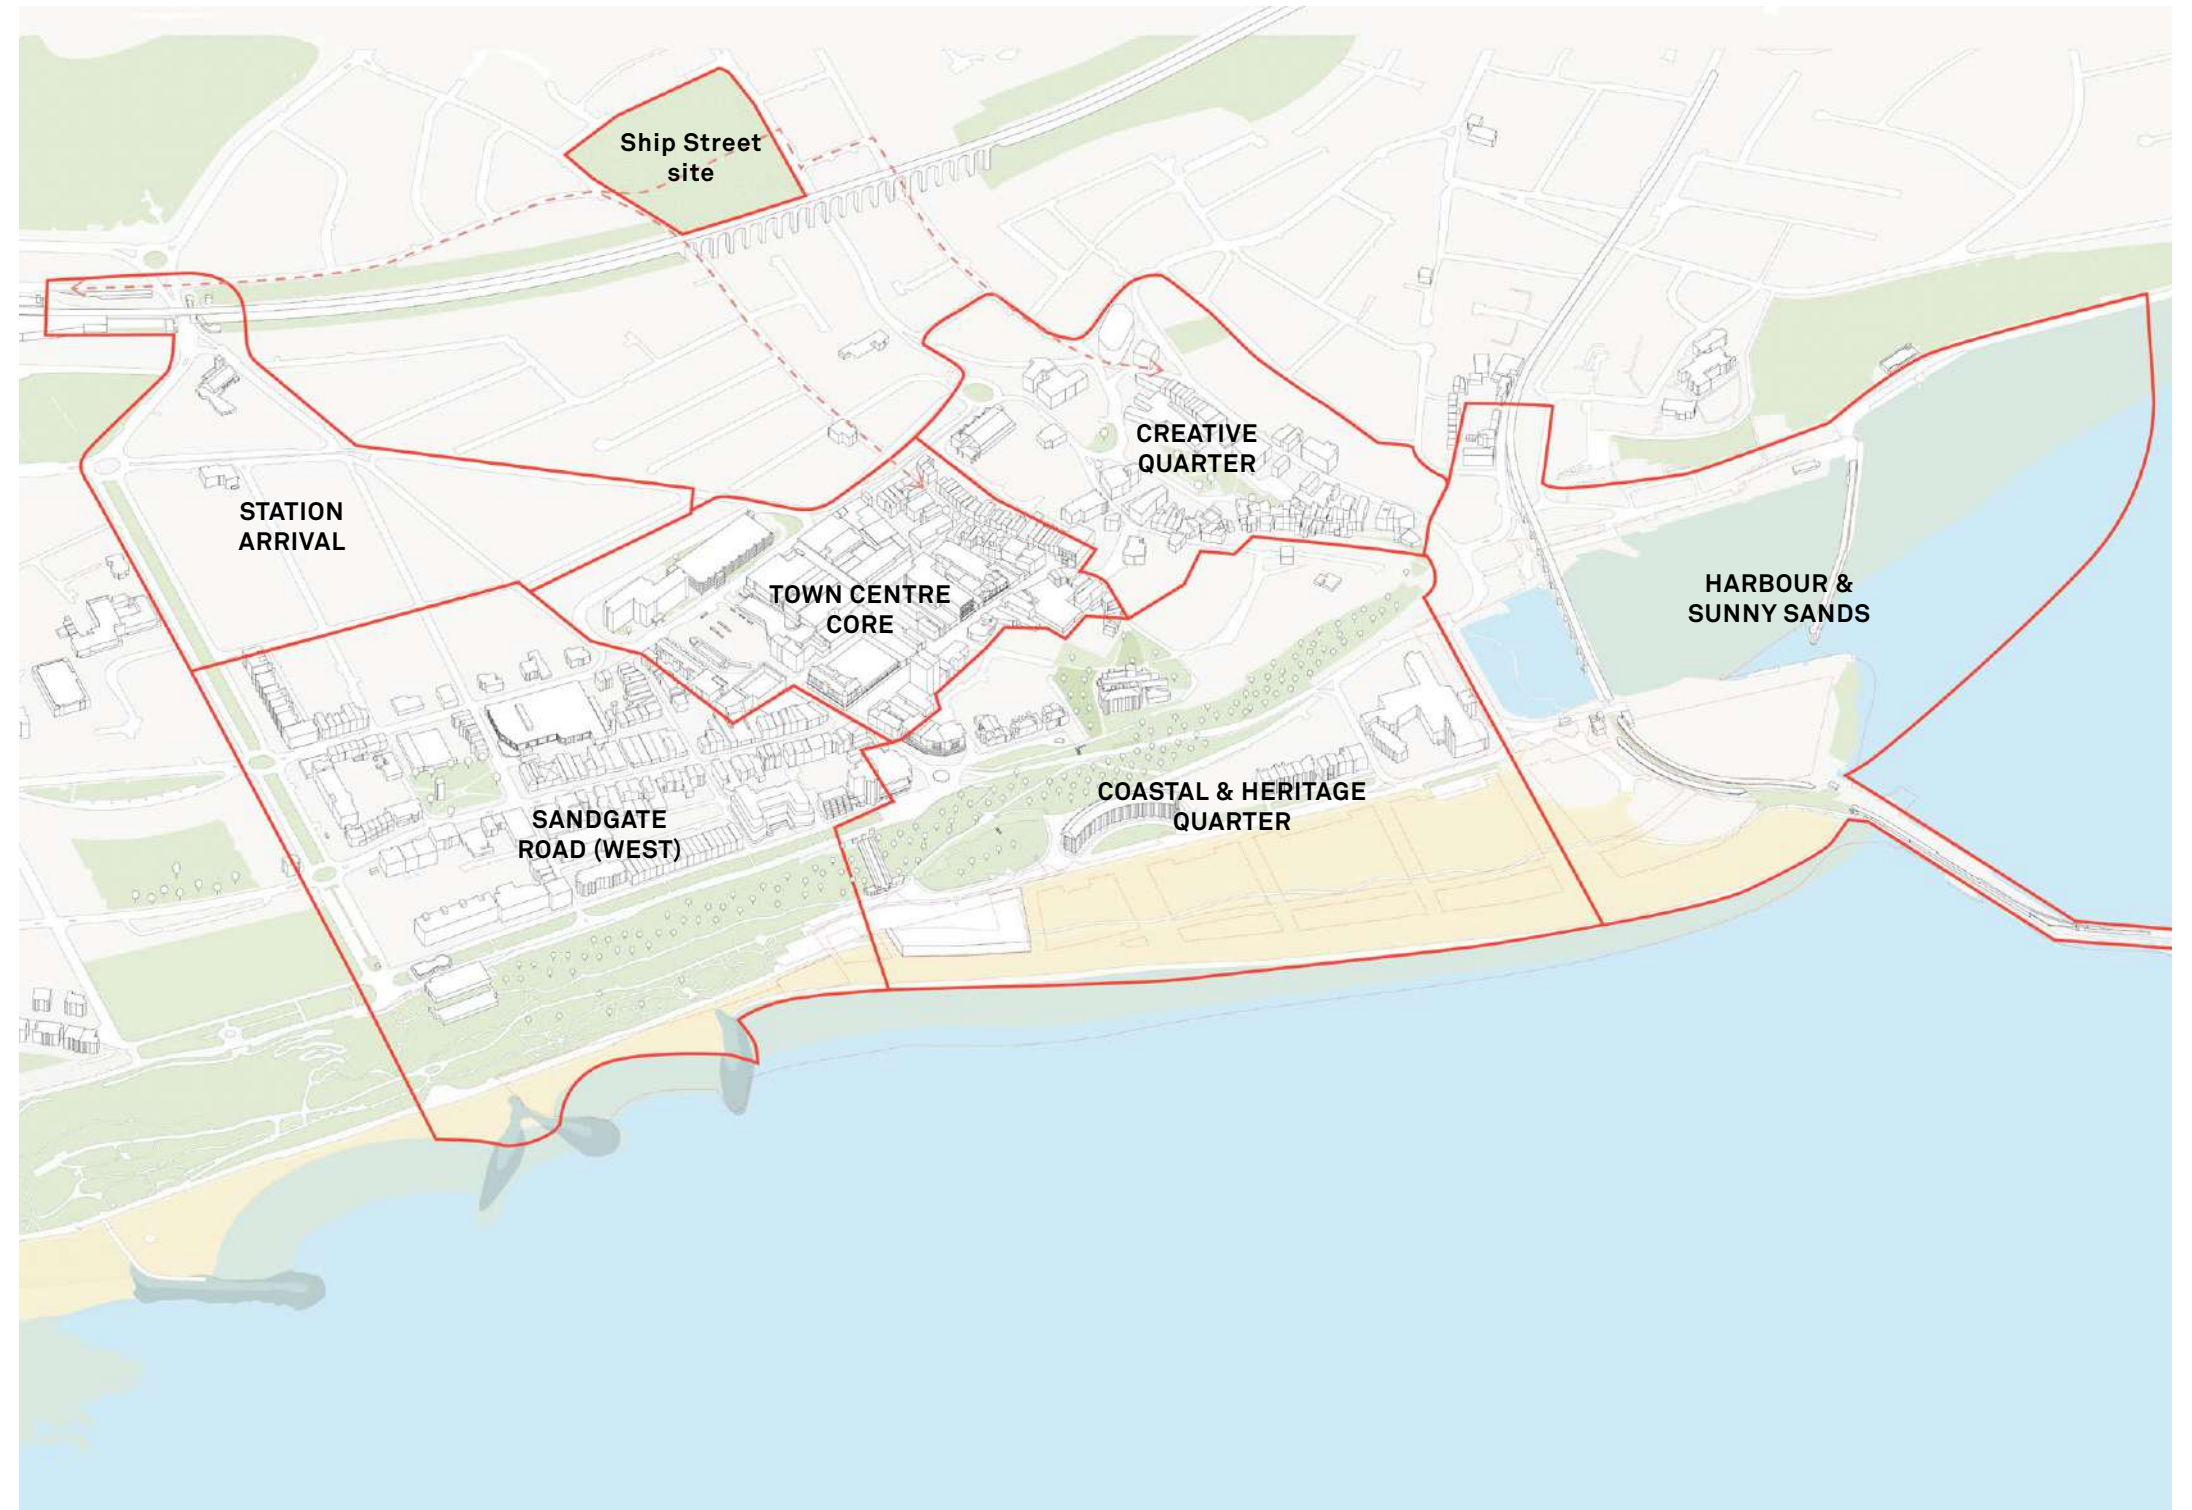 Ship Street
site
CREATIVE
QUARTER
STATION
ARRIVAL
TOWN CENTRE
CORE
HARBOUR &
SUNNY SANDS
COASTAL & HERITAGE
QUARTER
SANDGATE
ROAD (WEST)